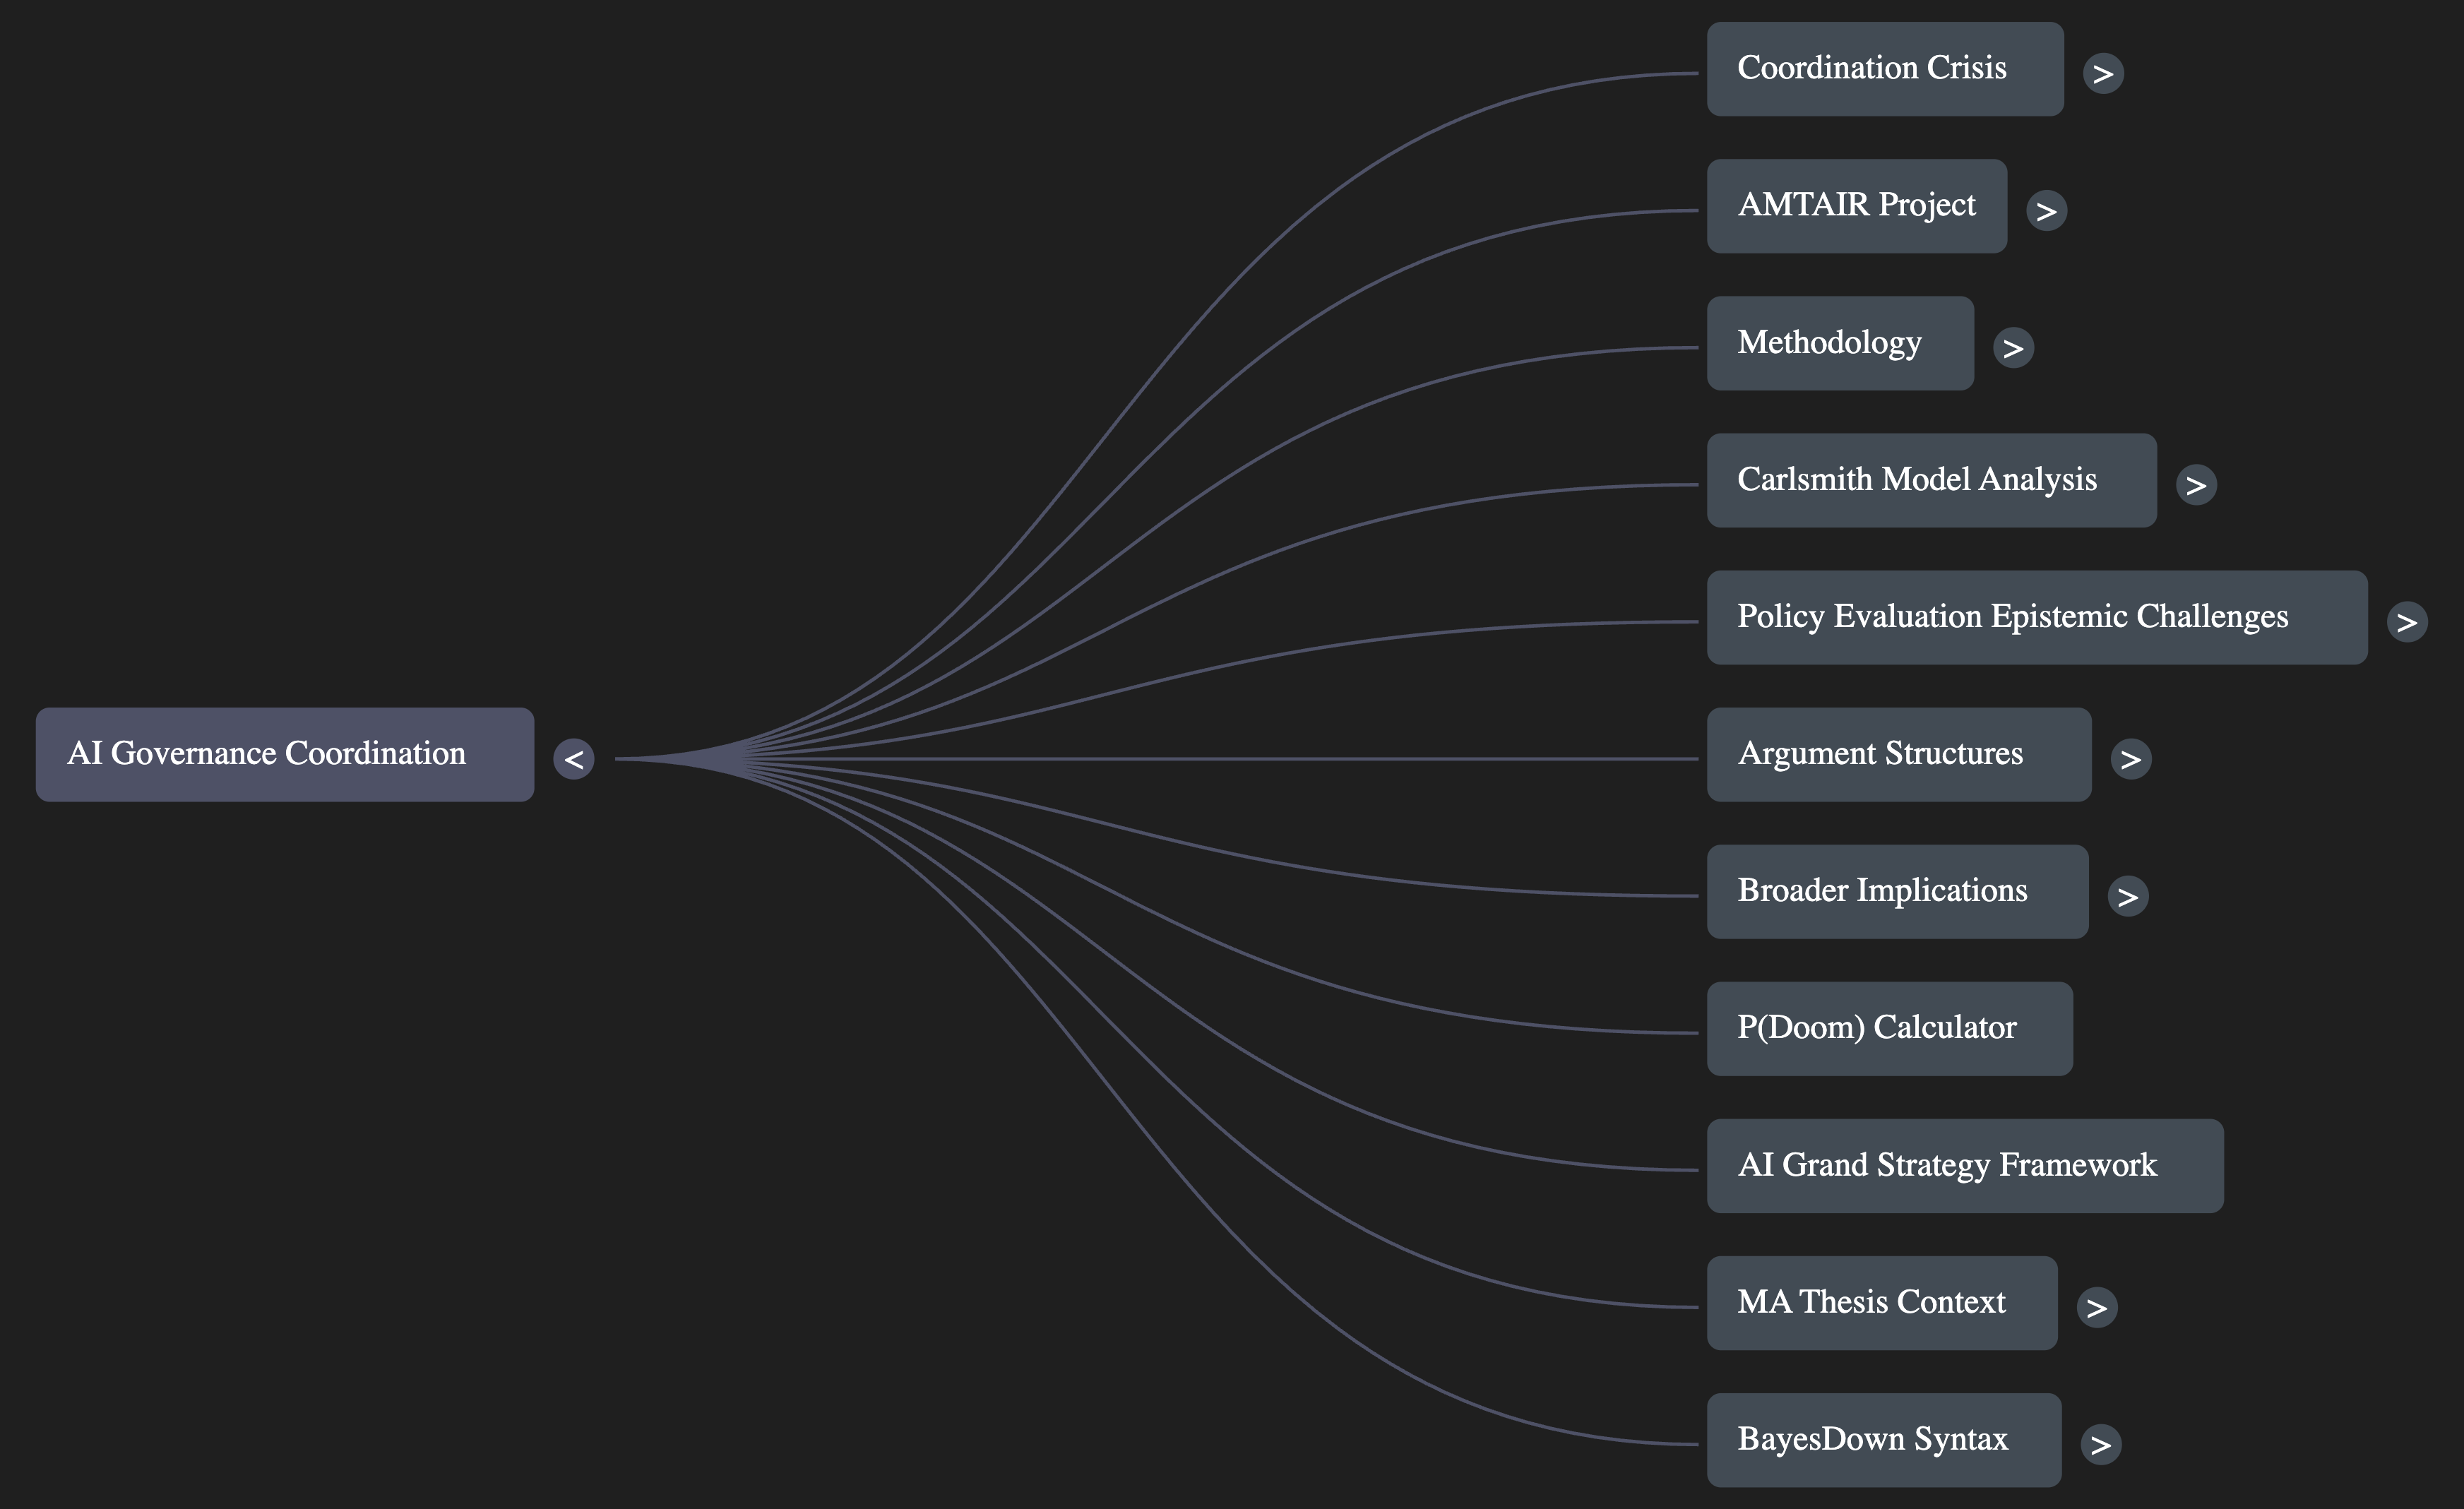 Coordination Crisis
>
AMTAIR Project
>
Methodology
>
Carlsmith Model Analysis
>
Policy Evaluation Epistemic Challenges
>
AI Governance Coordination
<
Argument Structures
>
Broader Implications
>
P(Doom) Calculator
AI Grand Strategy Framework
MA Thesis Context
>
BayesDown Syntax
>